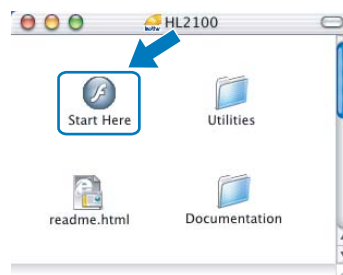 HL2100
Start Here
Utilities
readme.html
Documentation